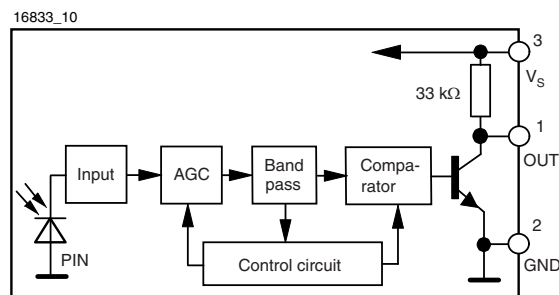 16833_10
3
VS
33 kΩ
1
OUT
Input
AGC
Band
pass
Compa-
rator
2
GND
PIN
Control circuit